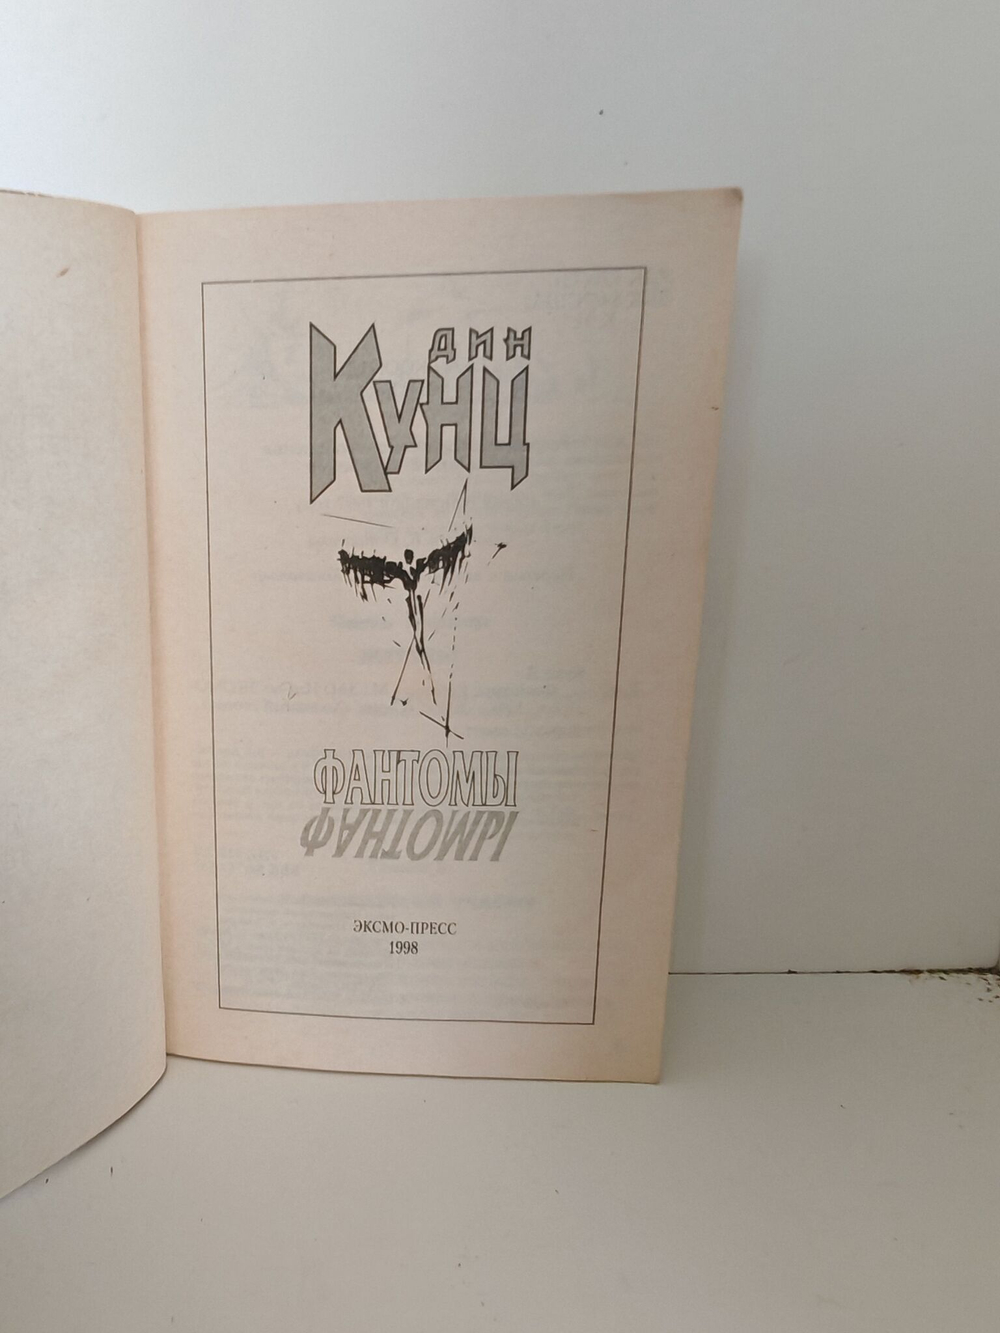 ДИН
КУНЦ
ФАНТОМЫ
ФАНТОМЫ
ЭКСМО-ПРЕСС
1998